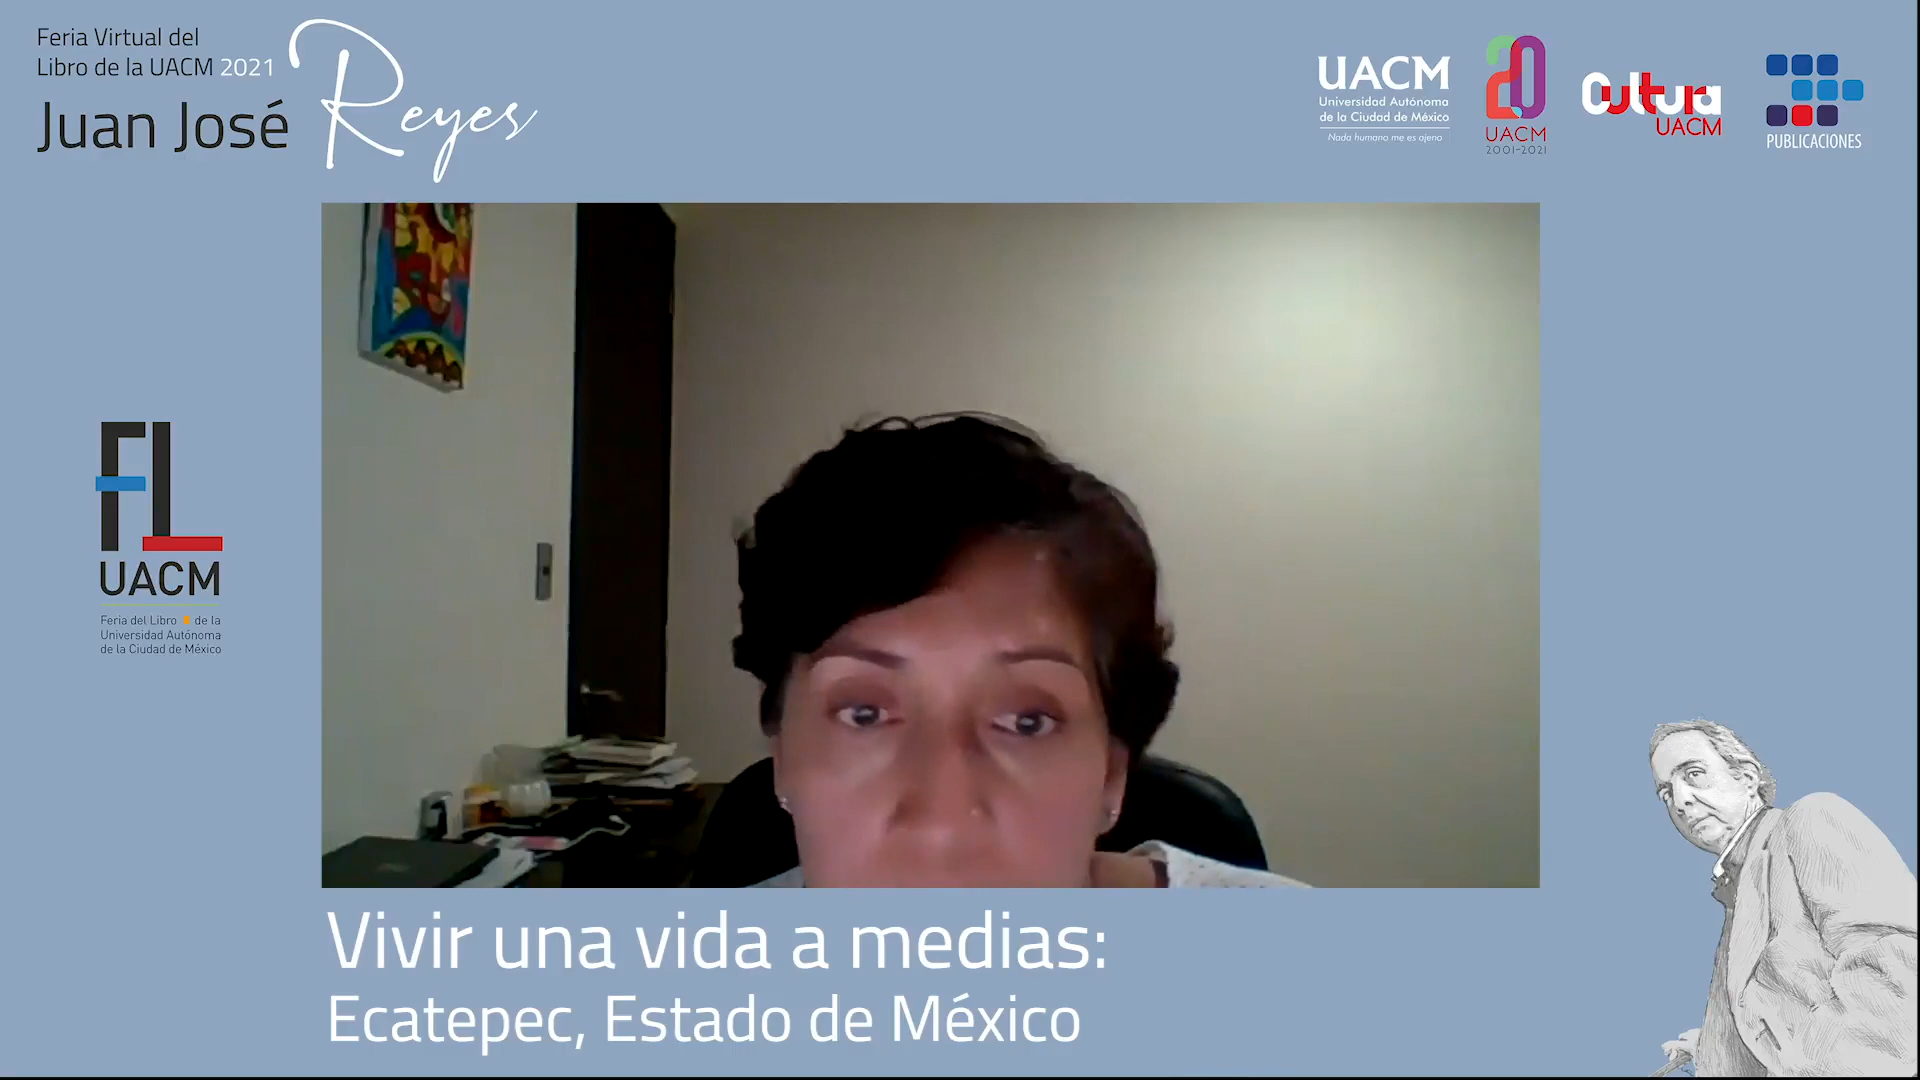 Feria Virtual del
Libro de la UACM 2021
Juan José Reyes
UACM
Universidad Autónoma
de la Ciudad de México
Nada humano me es ajeno
20
UACM
2001-2021
Cultura
UACM
PUBLICACIONES
FL
UACM
Feria del Libro de la
Universidad Autónoma
de la Ciudad de México
Vivir una vida a medias:
Ecatepec, Estado de México